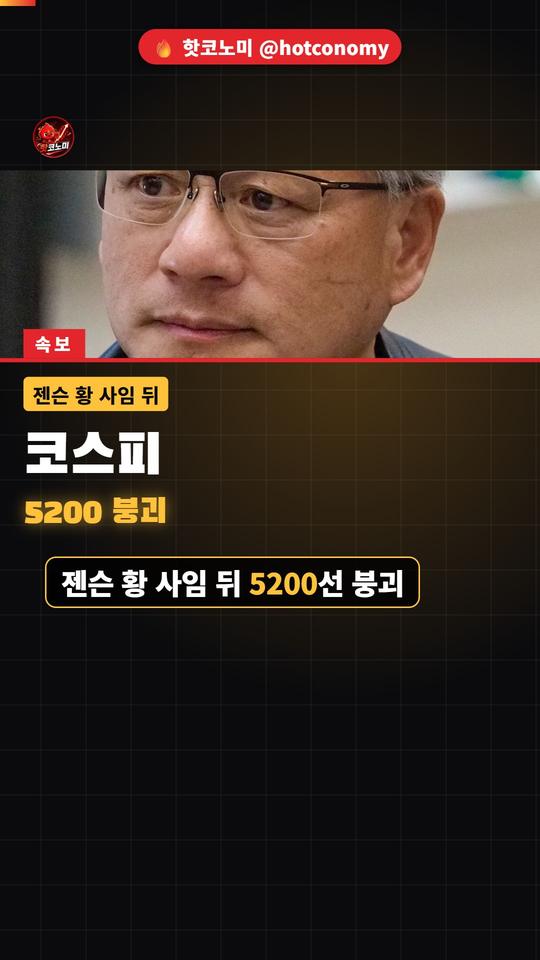 핫코노미 @hotconomy
핫코노미
속보
젠슨 황 사임 뒤
코스피
5200 붕괴
젠슨 황 사임 뒤 5200선 붕괴